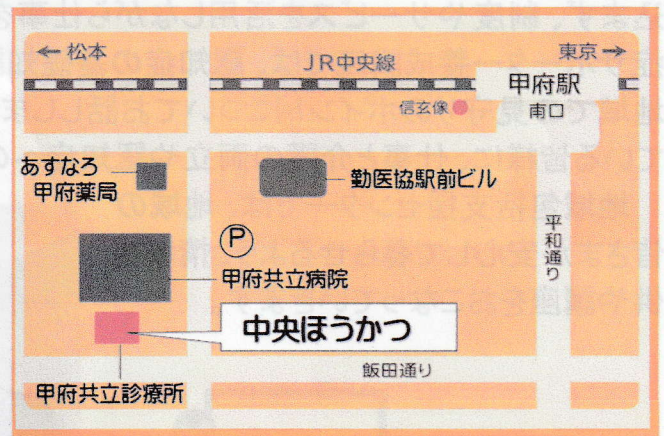 ← 松本
JR中央線
東京 →
甲府駅
南口
信玄像
あすなろ
甲府薬局
勤医協駅前ビル
平和通り
P
甲府共立病院
中央ほうかつ
飯田通り
甲府共立診療所